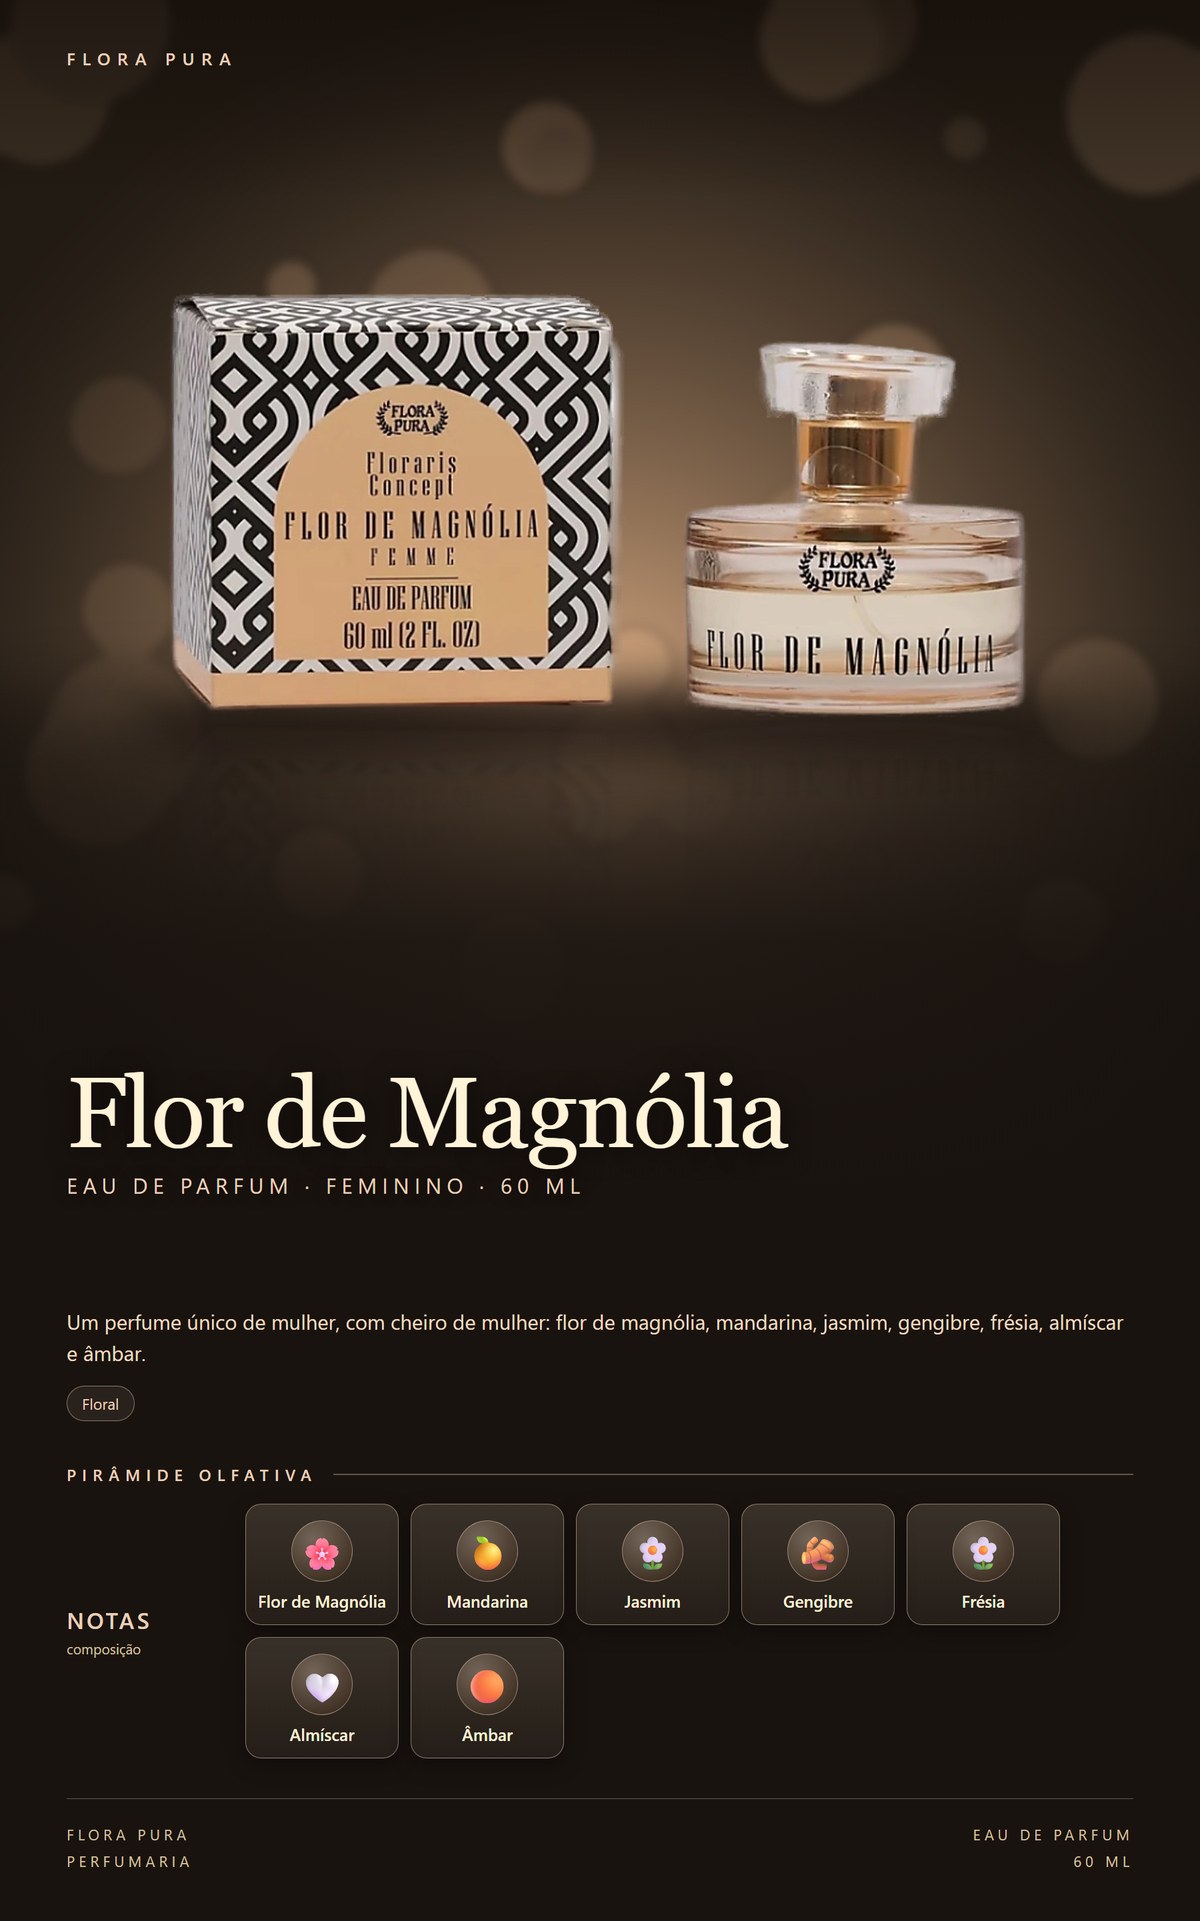 FLORA PURA
FLORA
PURA
Floraris
Concept
FLOR DE MAGNÓLIA
FEMME
EAU DE PARFUM
60 ml (2 FL. OZ)
FLORA
PURA
FLOR DE MAGNÓLIA
Flor de Magnólia
EAU DE PARFUM · FEMININO · 60 ML
Um perfume único de mulher, com cheiro de mulher: flor de magnólia, mandarina, jasmim, gengibre, frésia, almíscar
e âmbar.
Floral
PIRÂMIDE OLFATIVA
NOTAS
composição
Flor de Magnólia
Mandarina
Jasmim
Gengibre
Frésia
Almíscar
Âmbar
FLORA PURA
PERFUMARIA
EAU DE PARFUM
60 ML